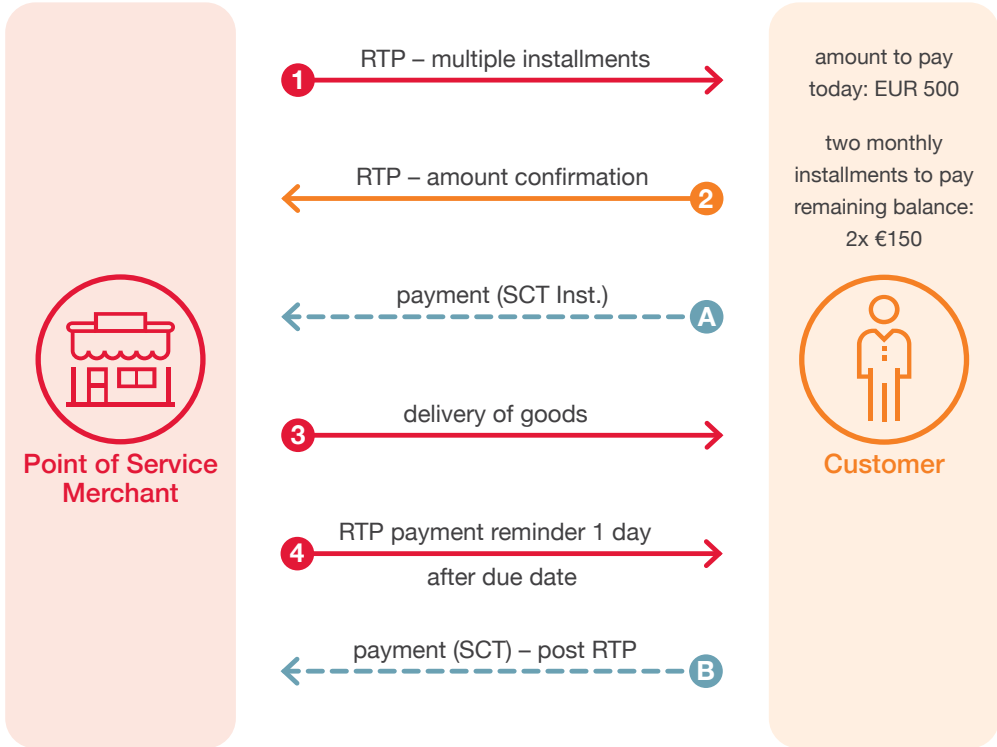 1
RTP – multiple installments
amount to pay
today: EUR 500
two monthly
installments to pay
remaining balance:
2x €150
RTP – amount confirmation
2
payment (SCT Inst.)
A
Point of Service
Merchant
Customer
3
delivery of goods
4
RTP payment reminder 1 day
after due date
payment (SCT) – post RTP
B